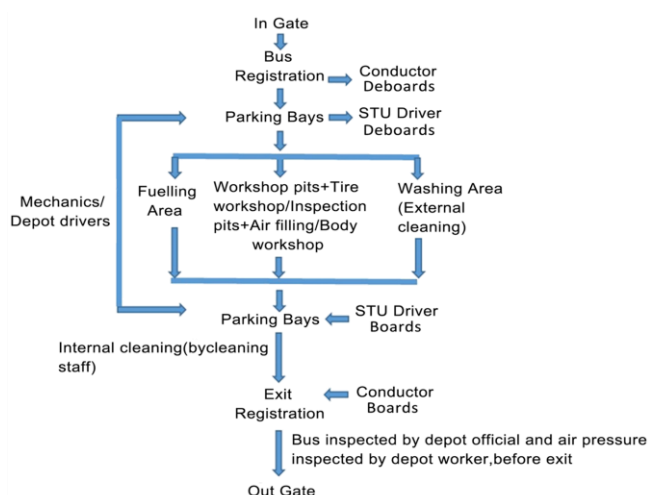 In Gate
Bus
Registration
Conductor
Deboards
Parking Bays
STU Driver
Deboards
Mechanics/
Depot drivers
Fuelling
Area
Workshop pits+Tire
workshop/Inspection
pits+Air filling/Body
workshop
Washing Area
(External
cleaning)
Parking Bays
STU Driver
Boards
Internal cleaning(bycleaning
staff)
Exit
Registration
Conductor
Boards
Bus inspected by depot official and air pressure
inspected by depot worker,before exit
Out Gate